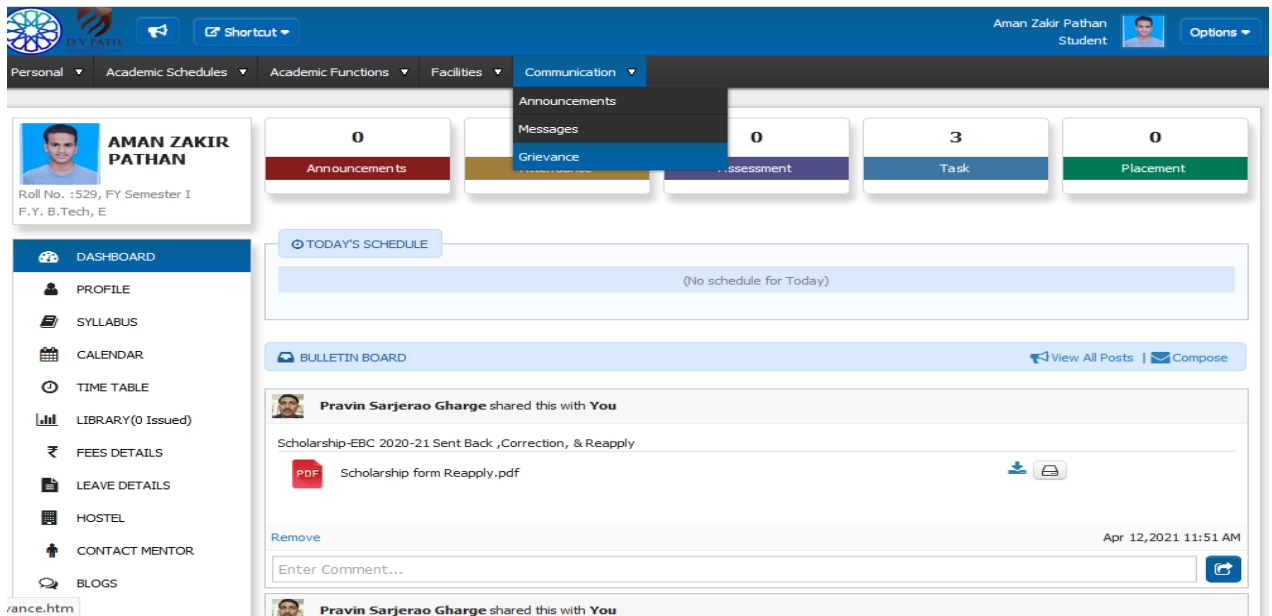 D Y PATIL
Shortcut
Aman Zakir Pathan
Student
Options
Personal
Academic Schedules
Academic Functions
Facilities
Communication
Announcements
Messages
Grievance
AMAN ZAKIR
PATHAN
Roll No. :529, FY Semester I
F.Y. B.Tech, E
0
Announcements
0
3
Task
0
Placement
TODAY'S SCHEDULE
(No schedule for Today)
DASHBOARD
PROFILE
SYLLABUS
CALENDAR
TIME TABLE
LIBRARY(0 Issued)
FEES DETAILS
LEAVE DETAILS
HOSTEL
CONTACT MENTOR
BLOGS
BULLETIN BOARD
View All Posts | Compose
Pravin Sarjerao Gharge shared this with You
Scholarship-EBC 2020-21 Sent Back ,Correction, & Reapply
PDF Scholarship form Reapply.pdf
Remove
Apr 12,2021 11:51 AM
Enter Comment...
Pravin Sarjerao Gharge shared this with You
vance.htm